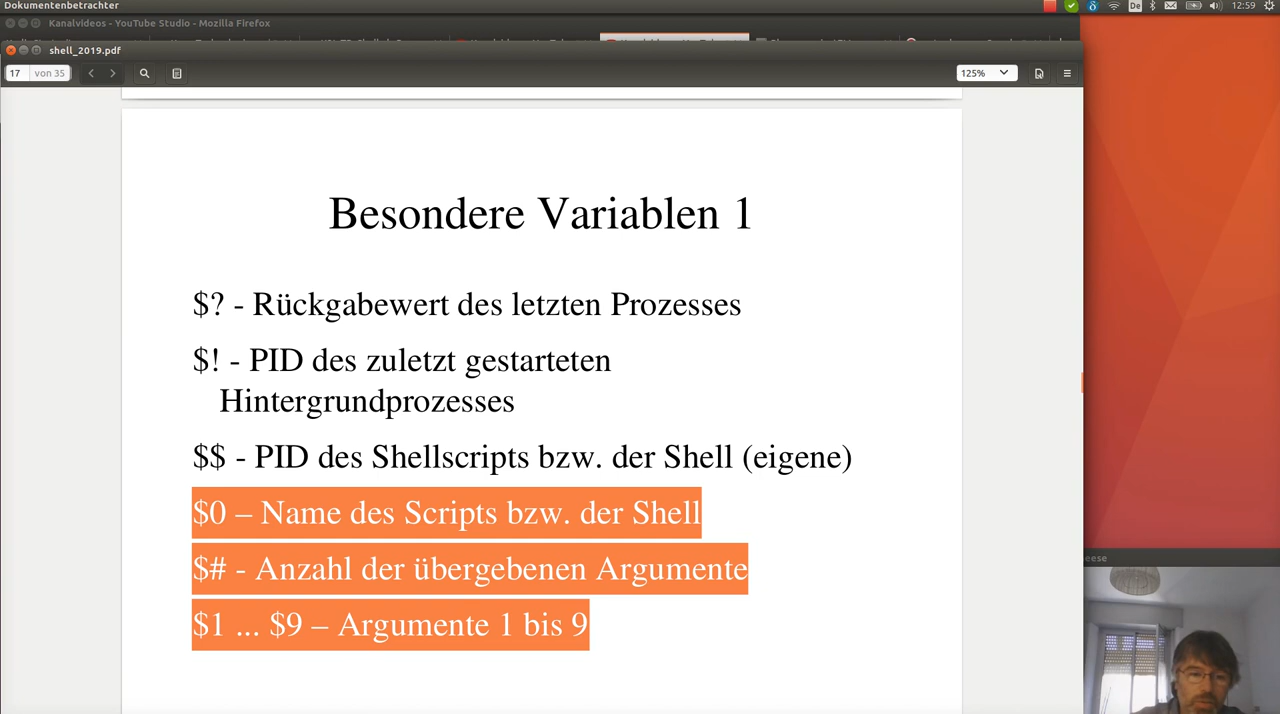 Dokumentenbetrachter
De
12:59
Kanalvideos - YouTube Studio - Mozilla Firefox
shell_2019.pdf
17 von 35
125%
Besondere Variablen 1
$? - Rückgabewert des letzten Prozesses
$! - PID des zuletzt gestarteten
Hintergrundprozesses
$$ - PID des Shellscripts bzw. der Shell (eigene)
$0 – Name des Scripts bzw. der Shell
$# - Anzahl der übergebenen Argumente
$1 ... $9 – Argumente 1 bis 9
eese